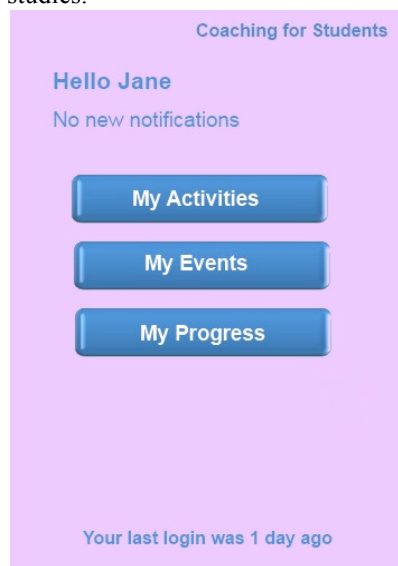 studies.
Coaching for Students
Hello Jane
No new notifications
My Activities
My Events
My Progress
Your last login was 1 day ago